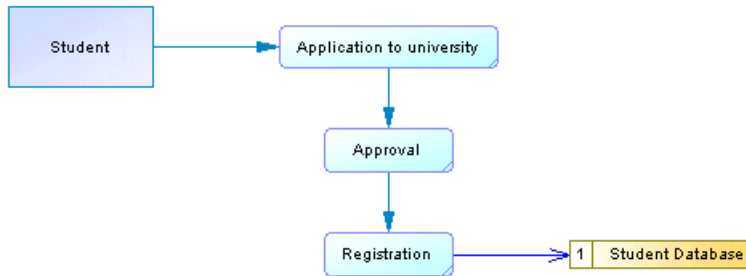 Student
Application to university
Approval
Registration
1 Student Database